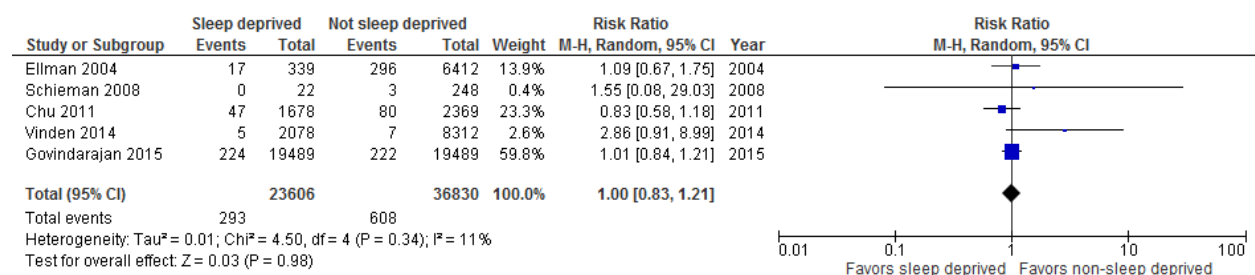 Sleep deprived Not sleep deprived Risk Ratio Risk Ratio
Study or Subgroup Events Total Events Total Weight M-H, Random, 95% CI Year M-H, Random, 95% CI
Ellman 2004 17 339 296 6412 13.9% 1.09 [0.67, 1.75] 2004
Schieman 2008 0 22 3 248 0.4% 1.55 [0.08, 29.03] 2008
Chu 2011 47 1678 80 2369 23.3% 0.83 [0.58, 1.18] 2011
Vinden 2014 5 2078 7 8312 2.6% 2.86 [0.91, 8.99] 2014
Govindarajan 2015 224 19489 222 19489 59.8% 1.01 [0.84, 1.21] 2015
Total (95% CI) 23606 36830 100.0% 1.00 [0.83, 1.21]
Total events 293 608
Heterogeneity: Tau² = 0.01; Chi² = 4.50, df = 4 (P = 0.34); I² = 11%
Test for overall effect: Z = 0.03 (P = 0.98)
0.01 0.1 1 10 100
Favors sleep deprived Favors non-sleep deprived